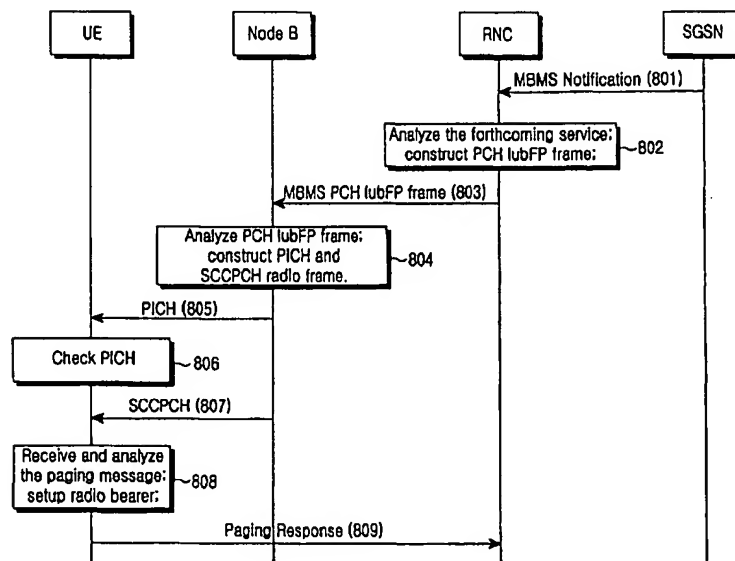 UE
Node B
RNC
SGSN
MBMS Notification (801)
Analyze the forthcoming service;
construct PCH IubFP frame;
802
MBMS PCH IubFP frame (803)
Analyze PCH IubFP frame;
construct PICH and
SCCPCH radio frame.
804
PICH (805)
Check PICH
806
SCCPCH (807)
Receive and analyze
the paging message;
setup radio bearer;
808
Paging Response (809)